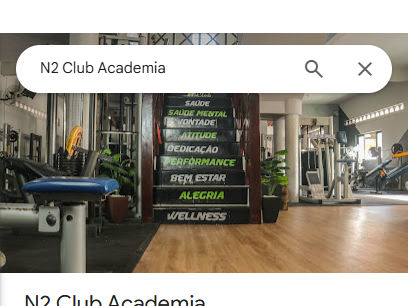 N2 Club Academia
SAÚDE
SAÚDE MENTAL
VONTADE
ATITUDE
DEDICAÇÃO
PERFORMANCE
BEM ESTAR
ALEGRIA
WELLNESS
N2 Club Academia